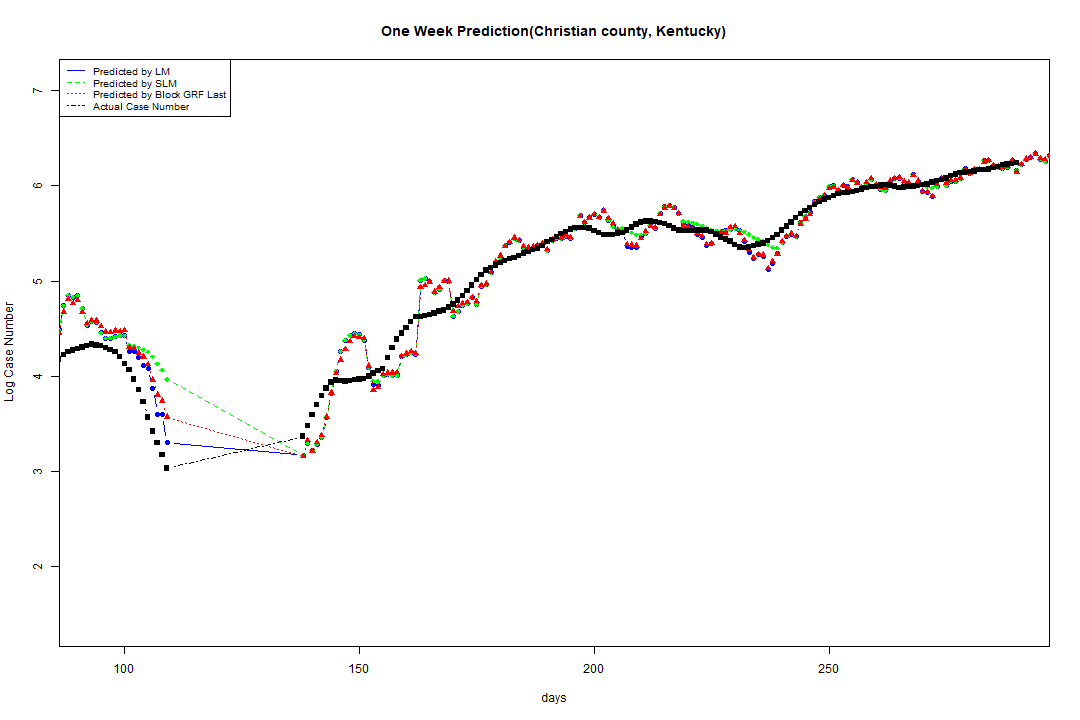 One Week Prediction(Christian county, Kentucky)
Predicted by LM
Predicted by SLM
Predicted by Block GRF Last
Actual Case Number
7
6
5
4
3
2
Log Case Number
100 150 200 250
days